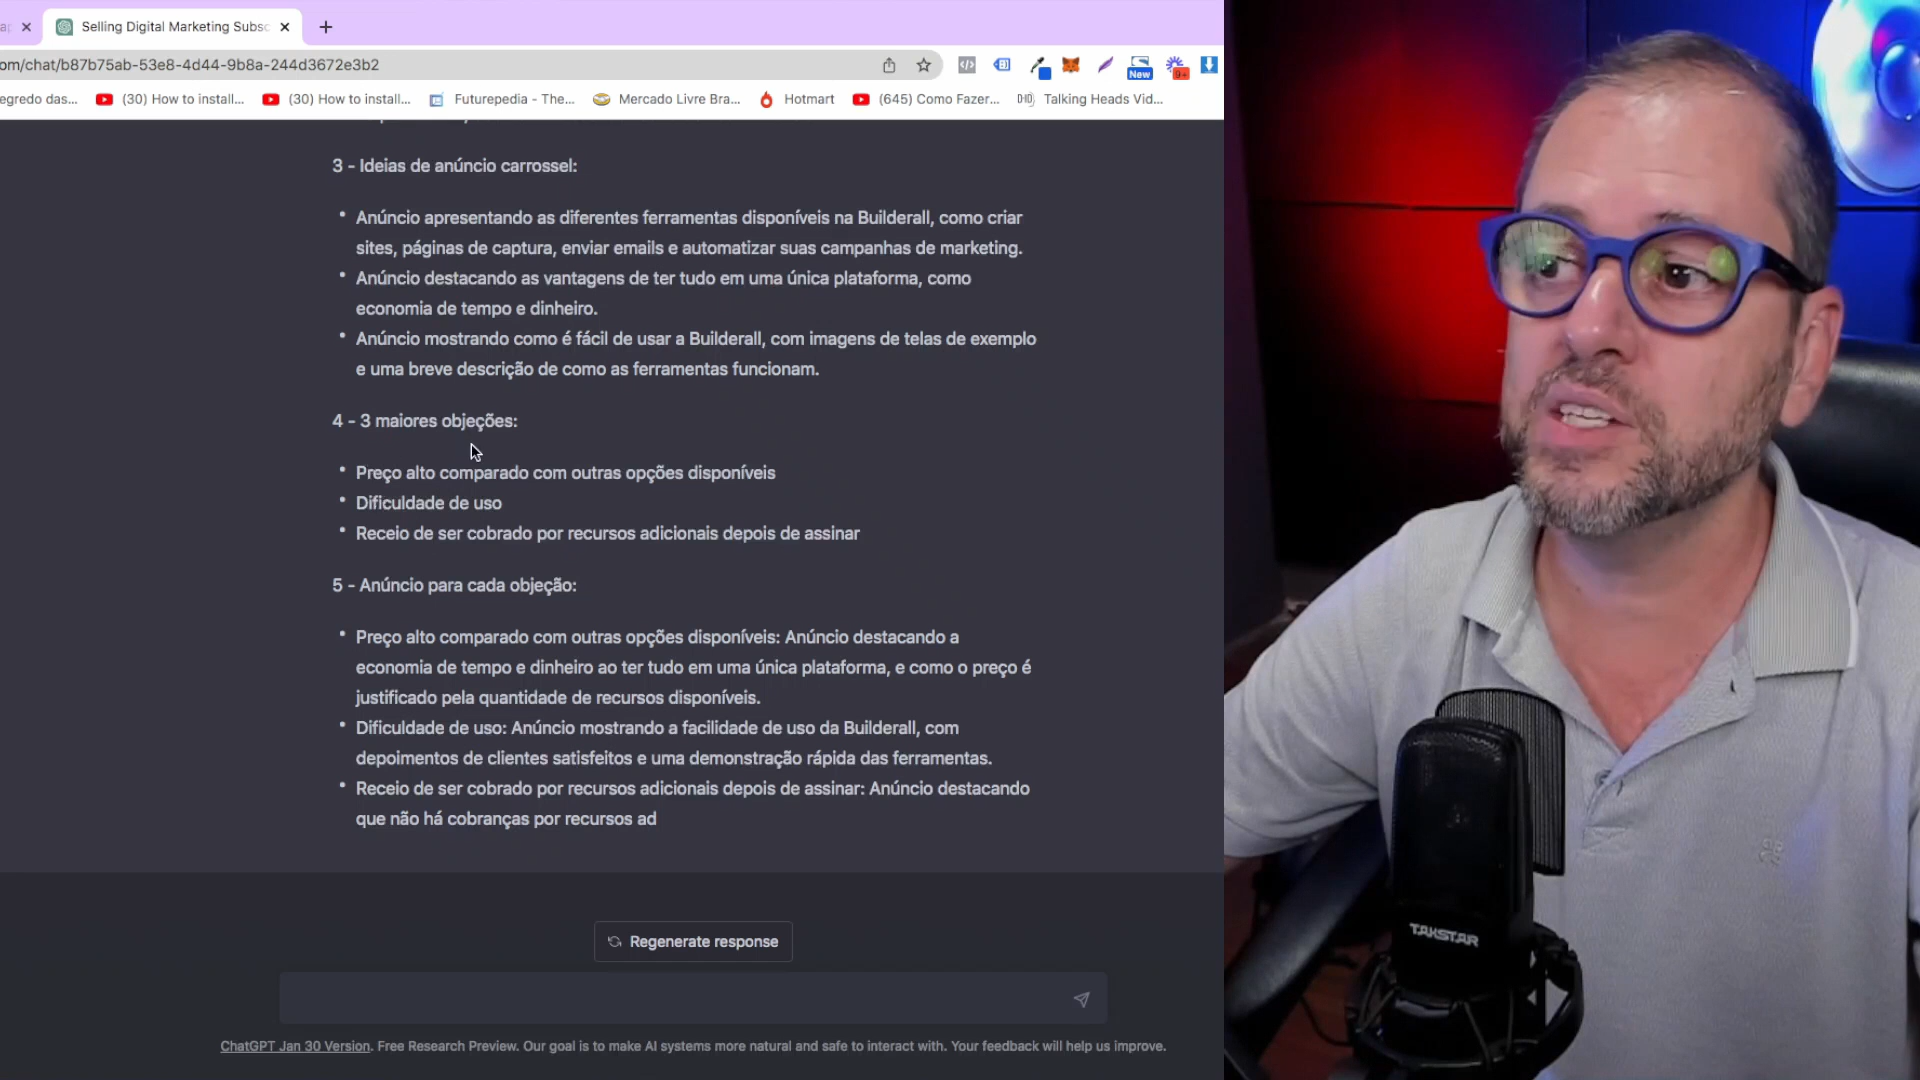 Selling Digital Marketing Subsc
om/chat/b87b75ab-53e8-4d44-9b8a-244d3672e3b2
New
9+
egredo das...
(30) How to install...
(30) How to install...
Futurepedia - The...
Mercado Livre Bra...
Hotmart
(645) Como Fazer...
Talking Heads Vid...
3 - Ideias de anúncio carrossel:
• Anúncio apresentando as diferentes ferramentas disponíveis na Builderall, como criar
sites, páginas de captura, enviar emails e automatizar suas campanhas de marketing.
• Anúncio destacando as vantagens de ter tudo em uma única plataforma, como
economia de tempo e dinheiro.
• Anúncio mostrando como é fácil de usar a Builderall, com imagens de telas de exemplo
e uma breve descrição de como as ferramentas funcionam.
4 - 3 maiores objeções:
• Preço alto comparado com outras opções disponíveis
• Dificuldade de uso
• Receio de ser cobrado por recursos adicionais depois de assinar
5 - Anúncio para cada objeção:
• Preço alto comparado com outras opções disponíveis: Anúncio destacando a
economia de tempo e dinheiro ao ter tudo em uma única plataforma, e como o preço é
justificado pela quantidade de recursos disponíveis.
• Dificuldade de uso: Anúncio mostrando a facilidade de uso da Builderall, com
depoimentos de clientes satisfeitos e uma demonstração rápida das ferramentas.
• Receio de ser cobrado por recursos adicionais depois de assinar: Anúncio destacando
que não há cobranças por recursos ad
Regenerate response
ChatGPT Jan 30 Version. Free Research Preview. Our goal is to make AI systems more natural and safe to interact with. Your feedback will help us improve.
TAKSTAR